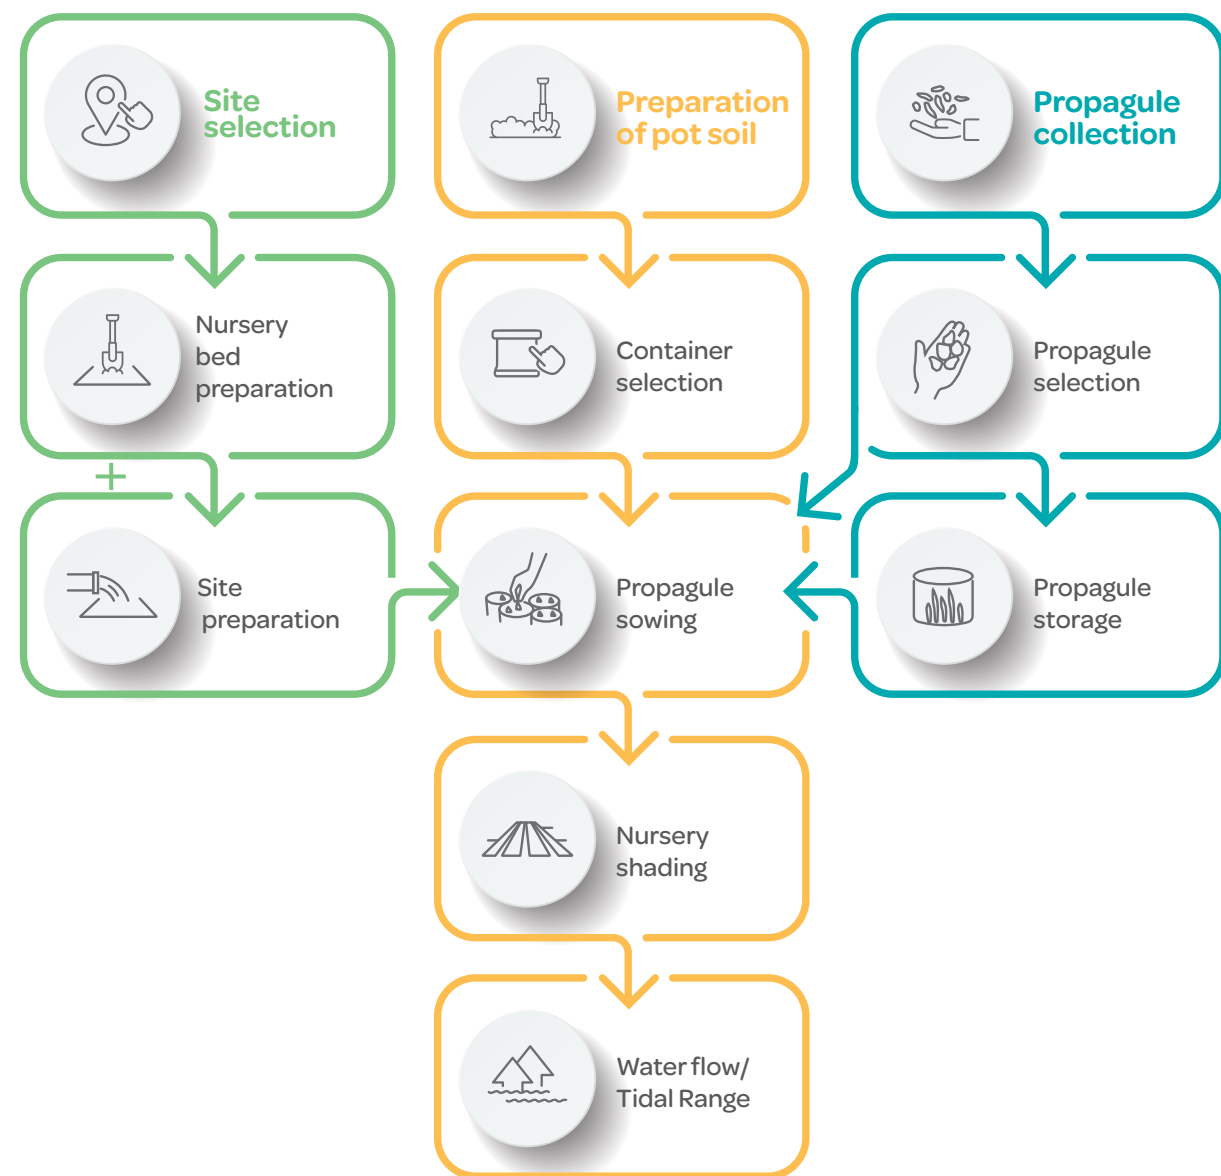 Site
selection
Preparation
of pot soil
Propagule
collection
Nursery
bed
preparation
Container
selection
Propagule
selection
+
Site
preparation
Propagule
sowing
Propagule
storage
Nursery
shading
Water flow/
Tidal Range